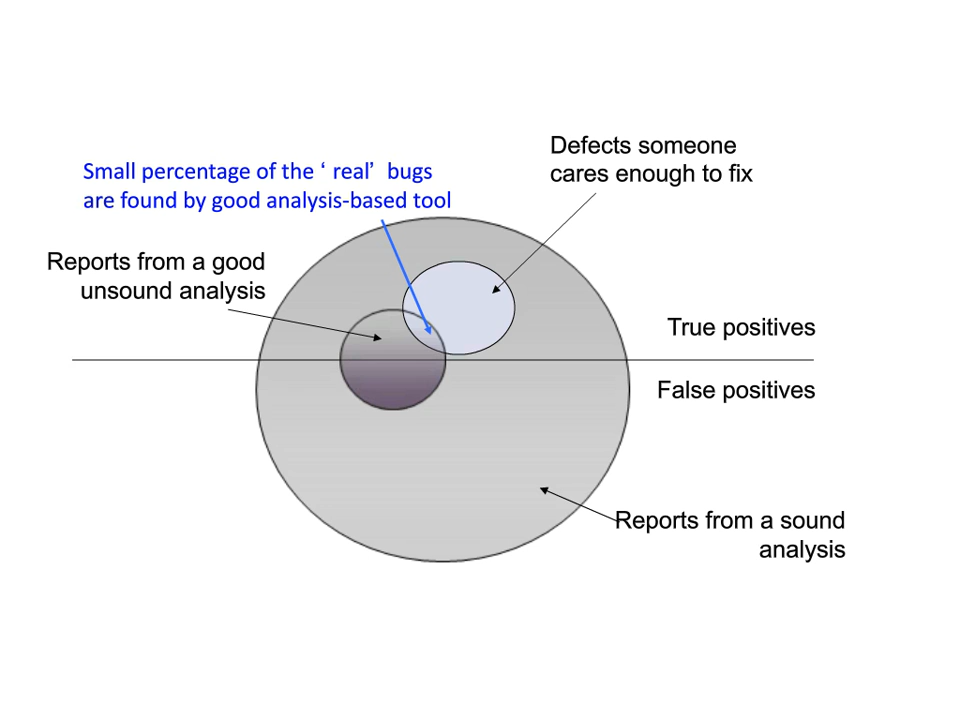 Defects someone
cares enough to fix
Small percentage of the ‘ real’ bugs
are found by good analysis-based tool
Reports from a good
unsound analysis
True positives
False positives
Reports from a sound
analysis